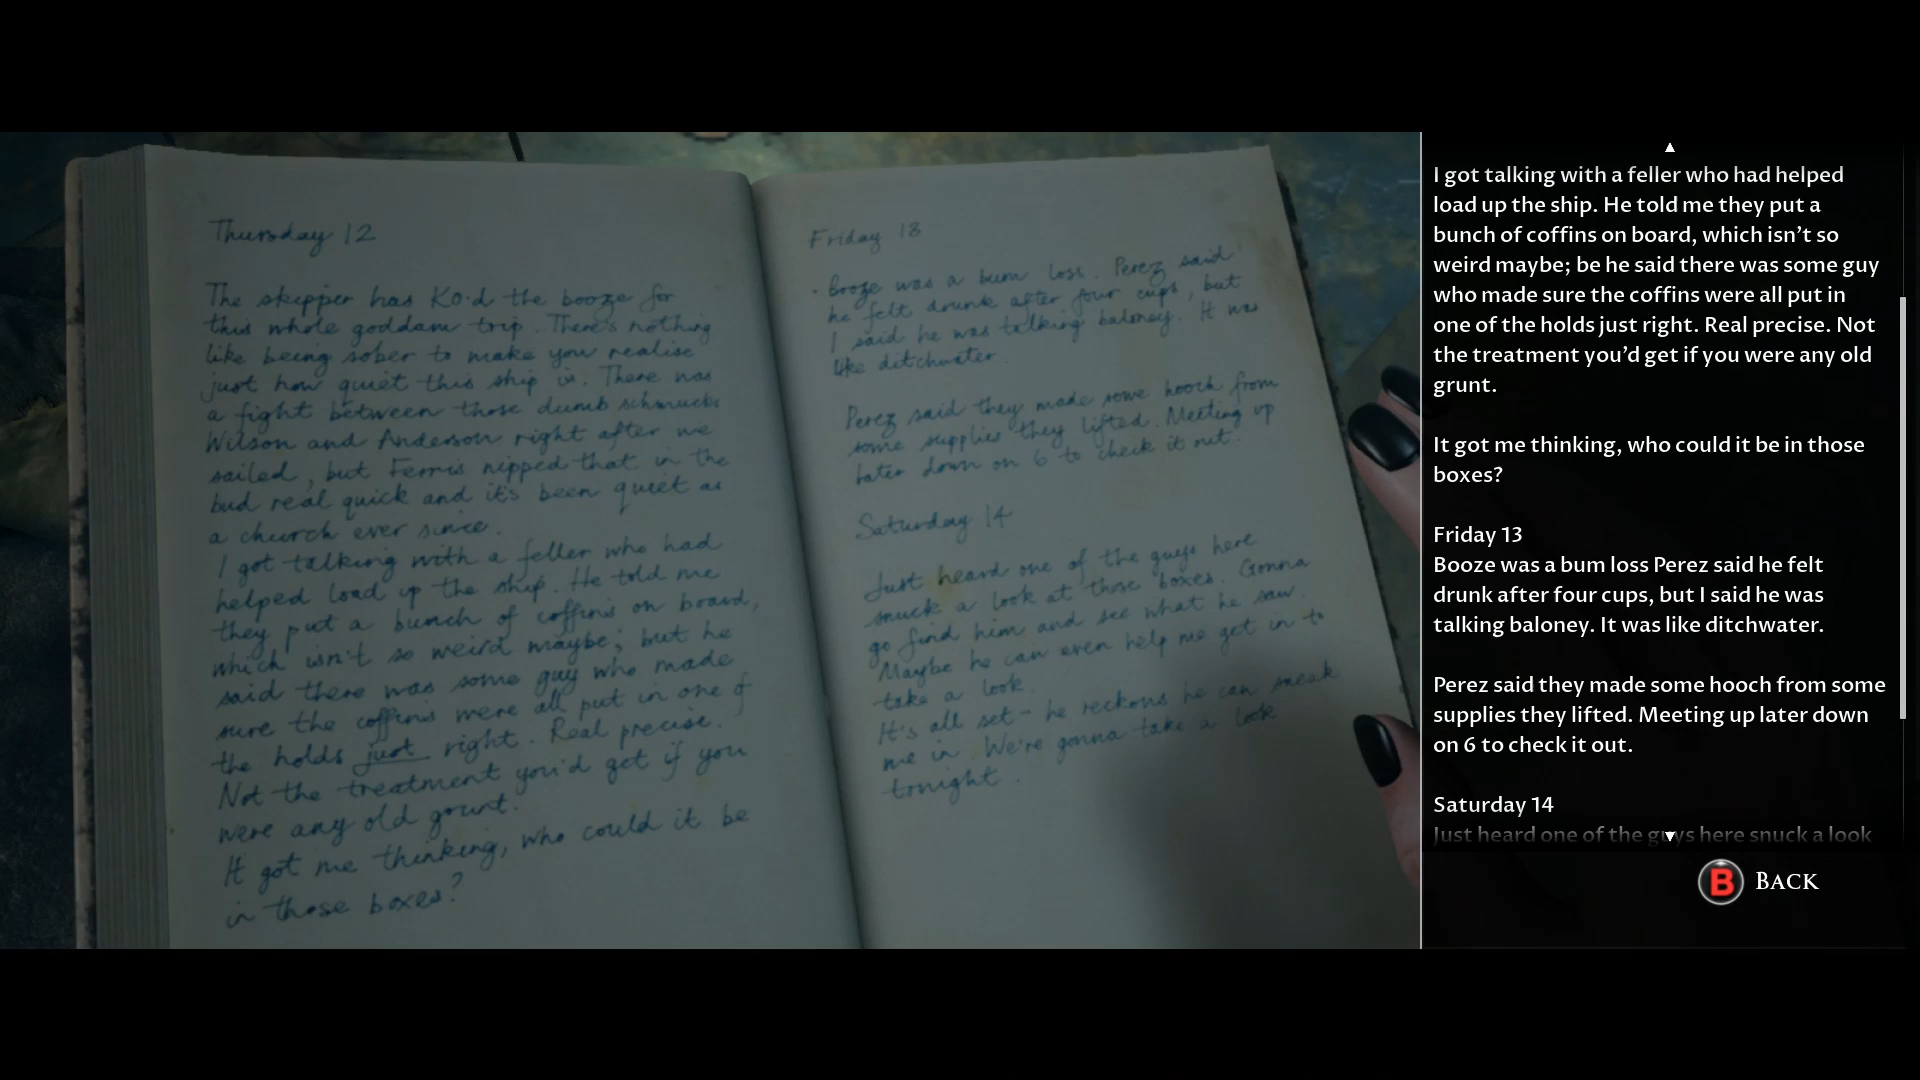 Thursday 12
The skipper has KO'd the booze for
this whole goddam trip. There's nothing
like being sober to make you realise
just how quiet this ship is. There was
a fight between those dumb schmucks
Wilson and Anderson right after we
sailed, but Ferris nipped that in the
bud real quick and it's been quiet as
a church ever since.
I got talking with a feller who had
helped load up the ship. He told me
they put a bunch of coffins on board,
which isn't so weird maybe; but he
said there was some guy who made
sure the coffins were all put in one of
the holds just right. Real precise.
Not the treatment you'd get if you
were any old grunt.
It got me thinking, who could it be
in those boxes?
Friday 13
Booze was a bum loss. Perez said
he felt drunk after four cups, but
I said he was talking baloney. It was
like ditchwater.
Perez said they made some hooch from
some supplies they lifted. Meeting up
later down on 6 to check it out.
Saturday 14
Just heard one of the guys here
snuck a look at those boxes. Gonna
go find him and see what he saw.
Maybe he can even help me get in to
take a look.
It's all set - he reckons he can sneak
me in. We're gonna take a look
tonight.
I got talking with a feller who had helped
load up the ship. He told me they put a
bunch of coffins on board, which isn't so
weird maybe; be he said there was some guy
who made sure the coffins were all put in
one of the holds just right. Real precise. Not
the treatment you'd get if you were any old
grunt.
It got me thinking, who could it be in those
boxes?
Friday 13
Booze was a bum loss Perez said he felt
drunk after four cups, but I said he was
talking baloney. It was like ditchwater.
Perez said they made some hooch from some
supplies they lifted. Meeting up later down
on 6 to check it out.
Saturday 14
Just heard one of the guys here snuck a look
B BACK